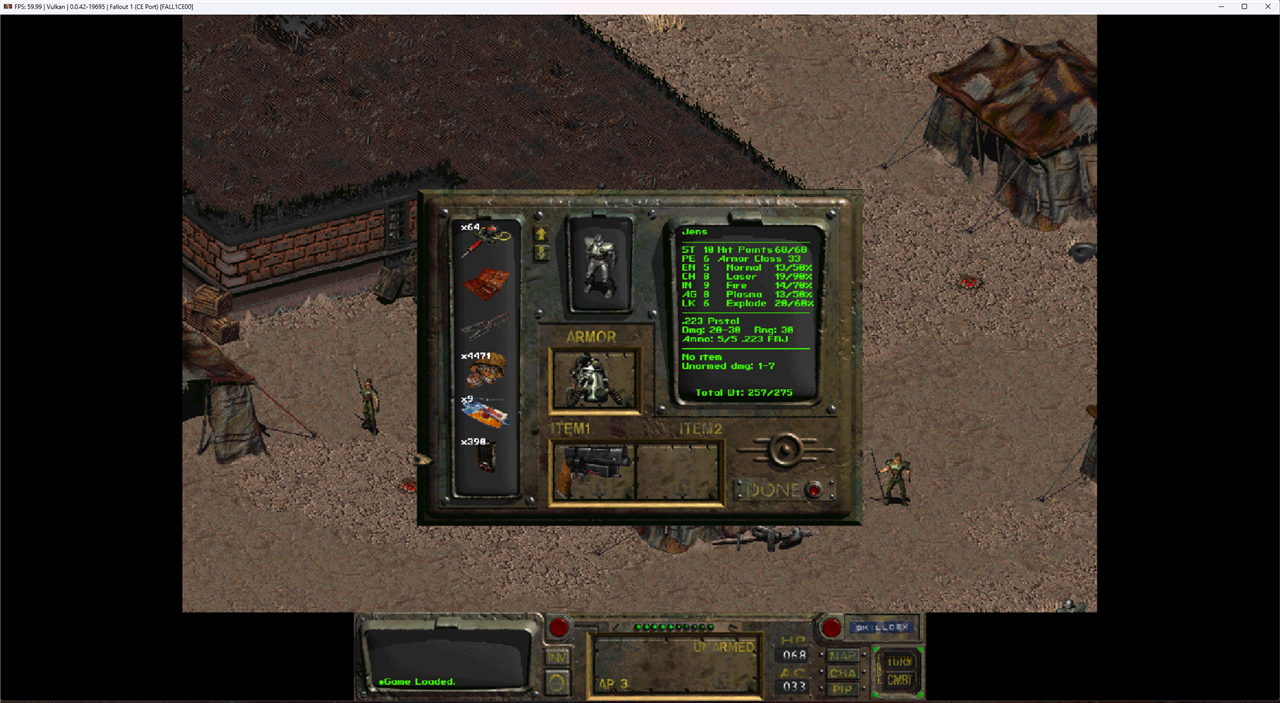 FPS: 59.99 | Vulkan | 0.0.42-19695 | Fallout 1 (CE Port) [FALL1CE00]
x64
x4471
x9
x390
ARMOR
ITEM1
ITEM2
Jens
ST 10 Hit Points 68/68
PE 6 Armor Class 33
EN 5 Normal 13/50%
CH 8 Laser 19/90%
IN 9 Fire 14/70%
AG 8 Plasma 13/50%
LK 6 Explode 20/60%
.223 Pistol
Dmg: 20-30 Rng: 30
Ammo: 5/5 .223 FMJ
No item
Unarmed dmg: 1-7
Total Wt: 257/275
DONE
•Game Loaded.
INV
UNARMED
AP 3
HP
068
AC
033
SKILLDEX
MAP
CHA
PIP
TURN
CMBT